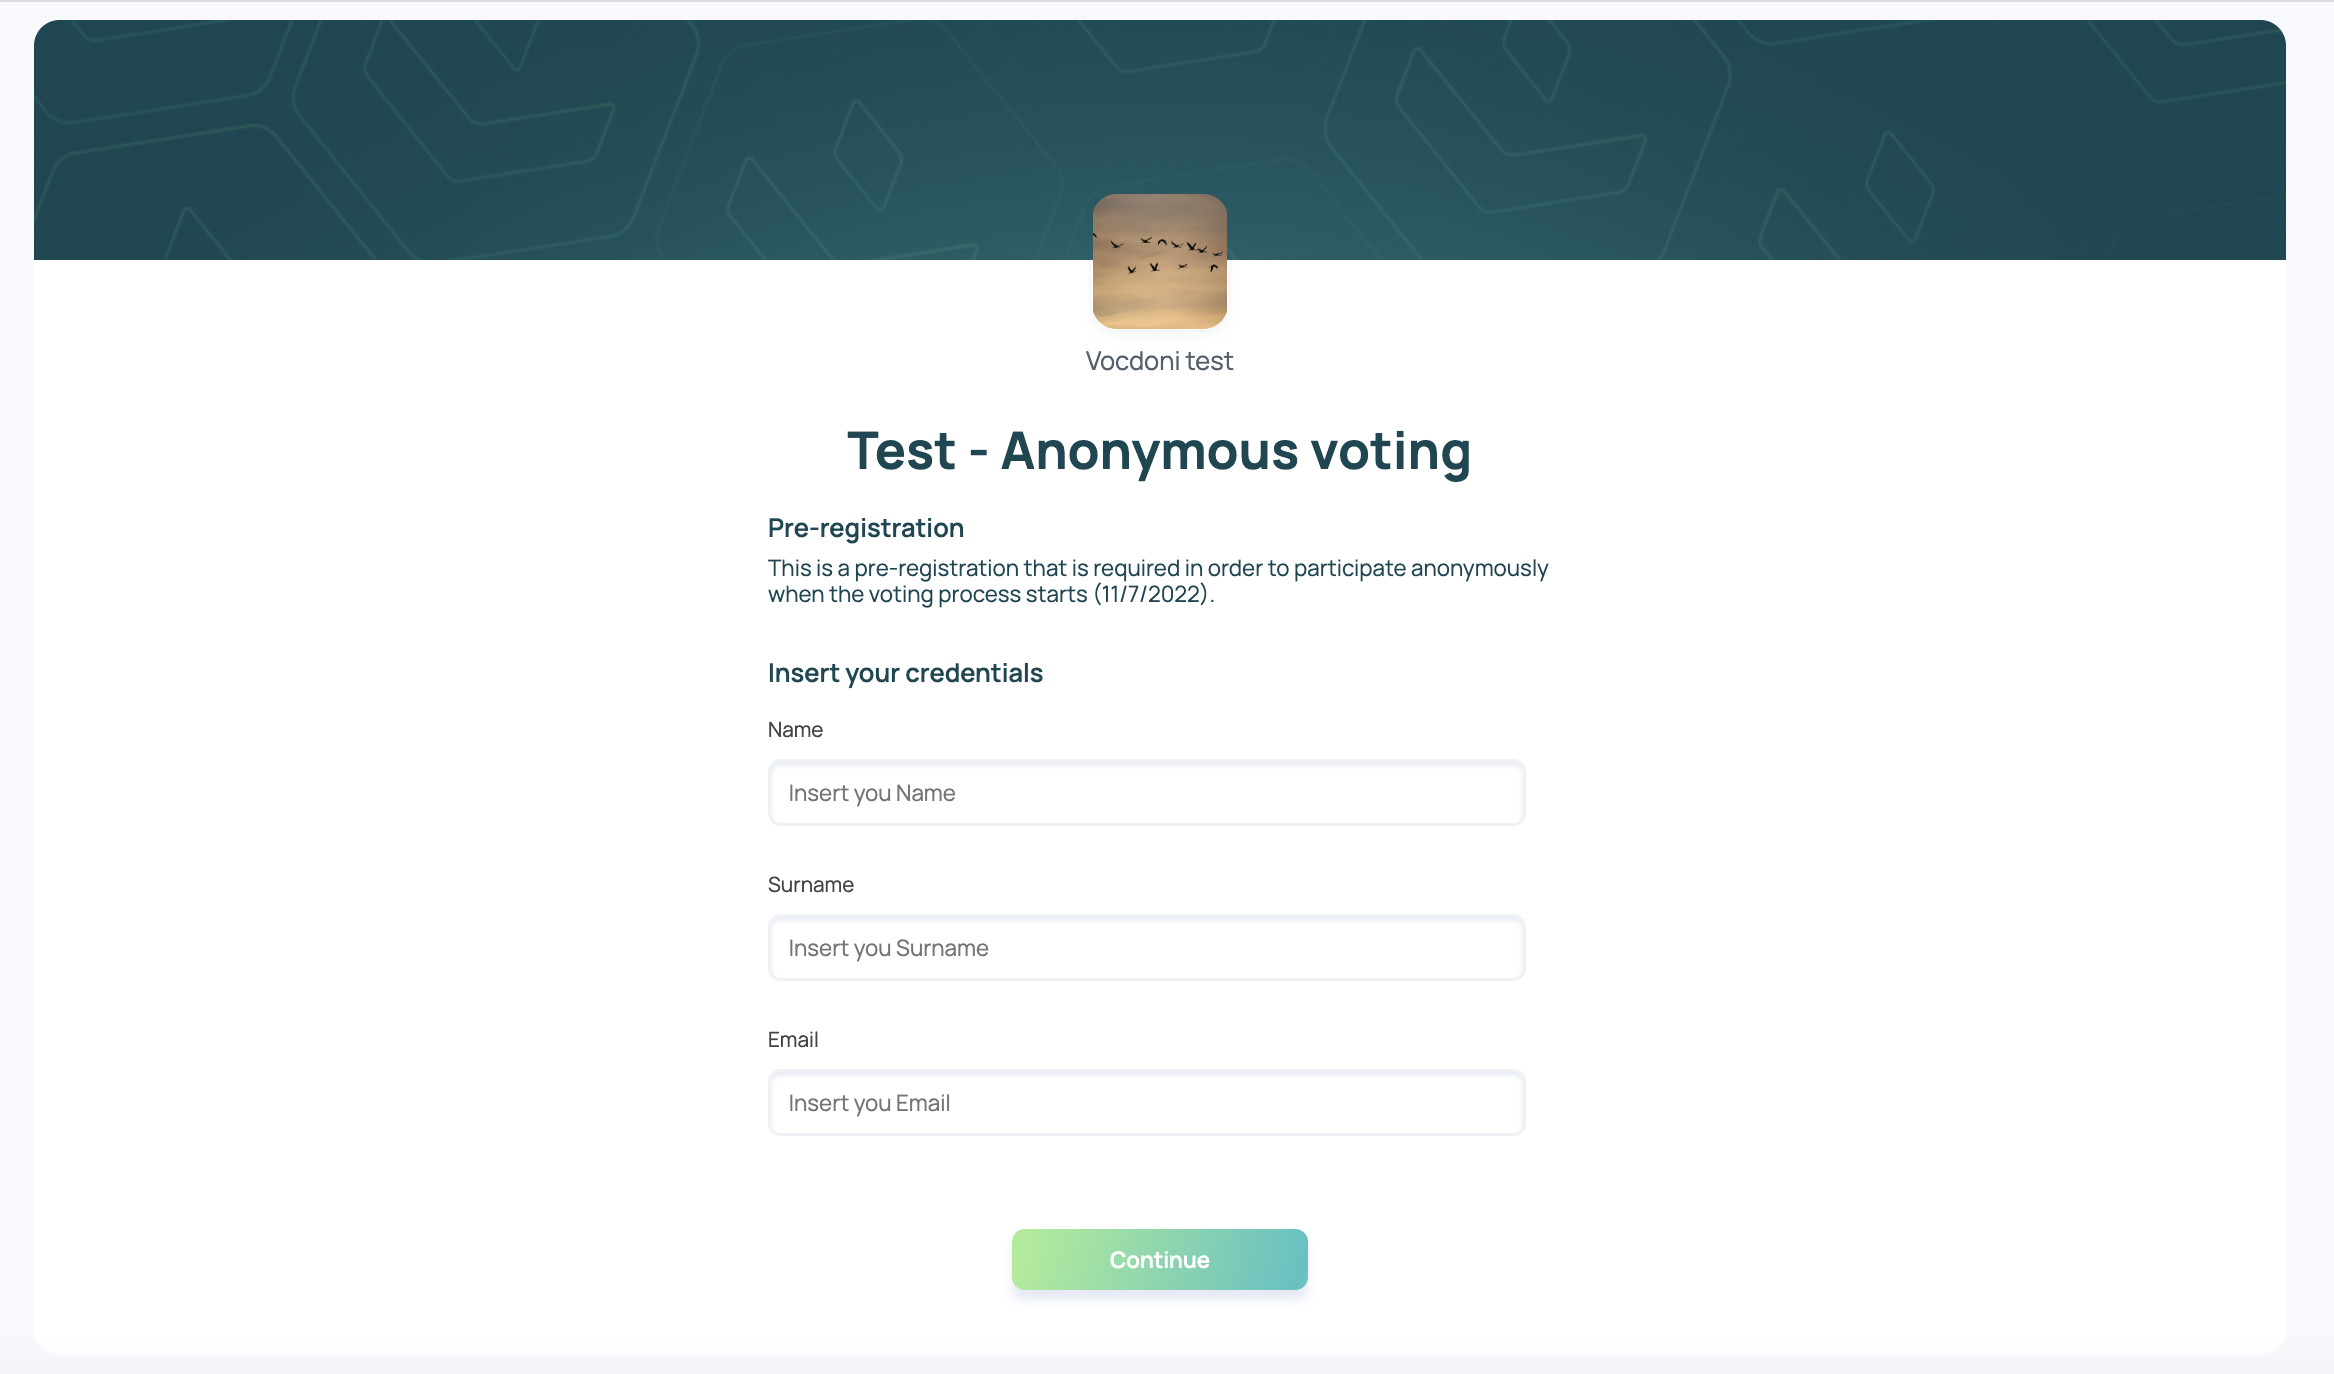 Vocdoni test
Test - Anonymous voting
Pre-registration
This is a pre-registration that is required in order to participate anonymously
when the voting process starts (11/7/2022).
Insert your credentials
Name
Insert you Name
Surname
Insert you Surname
Email
Insert you Email
Continue